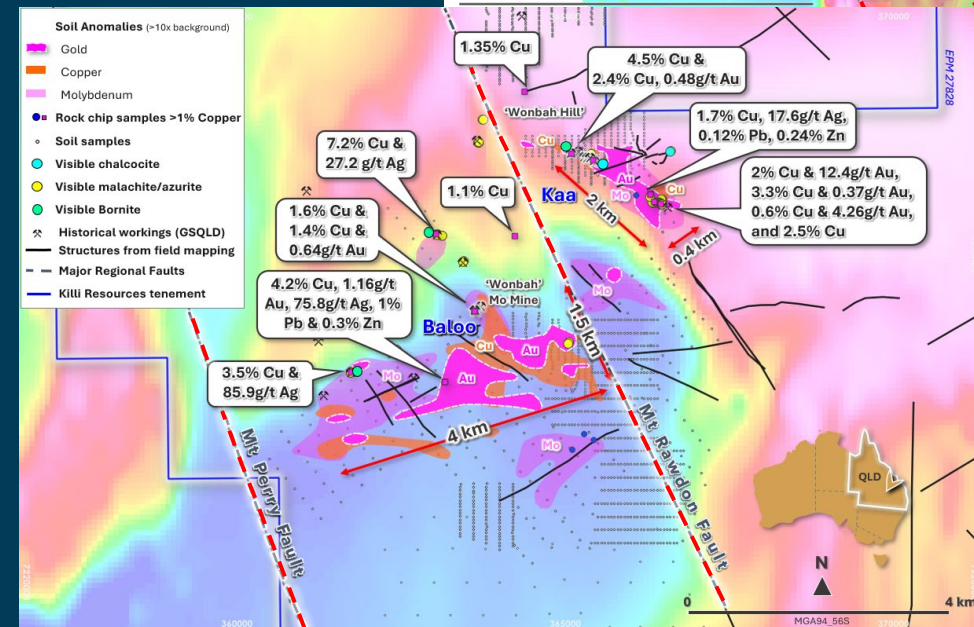 Soil Anomalies (>10x background)
Gold
Copper
Molybdenum
Rock chip samples >1% Copper
Soil samples
Visible chalcocite
Visible malachite/azurite
Visible Bornite
Historical workings (GSQLD)
Structures from field mapping
Major Regional Faults
Killi Resources tenement
370000
EPM 27828
1.35% Cu
4.5% Cu &
2.4% Cu, 0.48g/t Au
'Wonbah Hill'
1.7% Cu, 17.6g/t Ag,
0.12% Pb, 0.24% Zn
7.2% Cu &
27.2 g/t Ag
Cu
Au
Mo
Cu
2% Cu & 12.4g/t Au,
3.3% Cu & 0.37g/t Au,
0.6% Cu & 4.26g/t Au,
and 2.5% Cu
1.1% Cu
Kaa
2 km
0.4 km
1.6% Cu &
1.4% Cu &
0.64g/t Au
4.2% Cu, 1.16g/t
Au, 75.8g/t Ag, 1%
Pb & 0.3% Zn
'Wonbah'
Mo Mine
Mo
Baloo
1.5 km
Cu
Au
3.5% Cu &
85.9g/t Ag
Mo
Au
4 km
Mo
Mt Perry Fault
Mt Rawdon Fault
QLD
N
0
4 km
MGA94_56S
360000
365000
370000